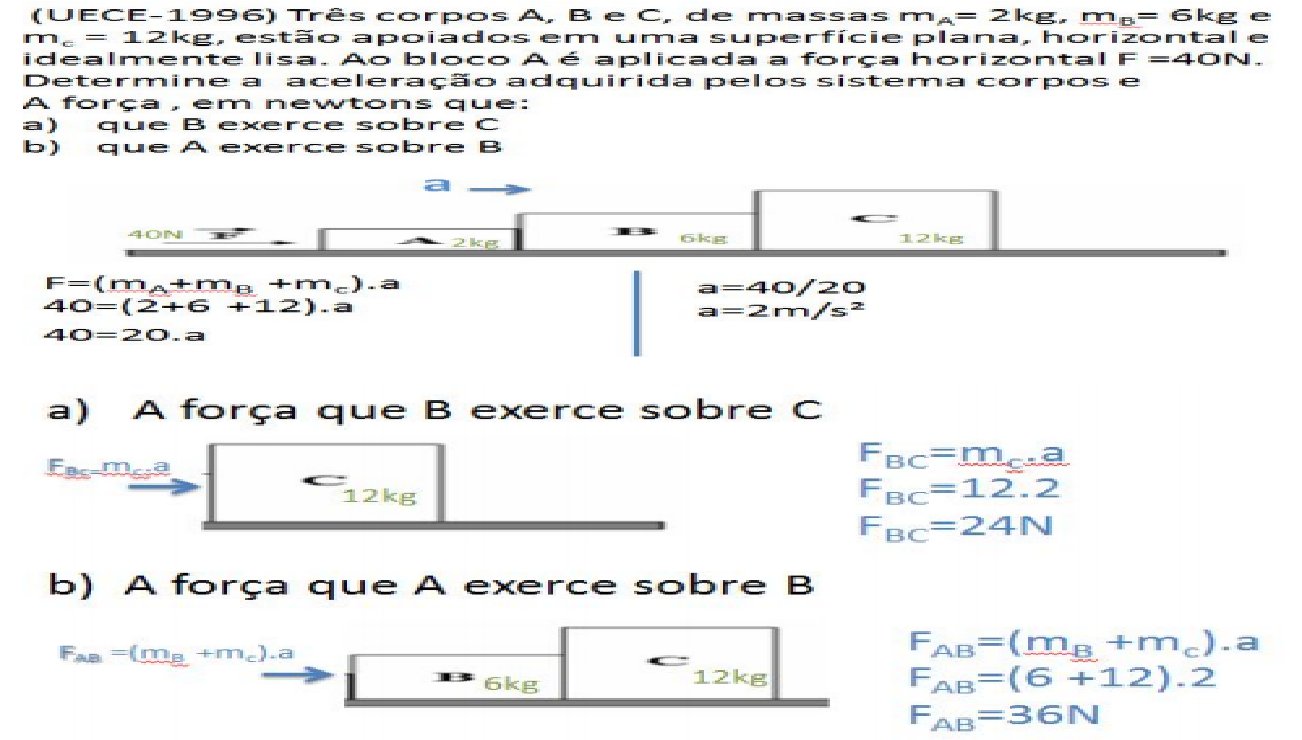 (UECE-1996) Três corpos A, B e C, de massas mA= 2kg, mB= 6kg e
mc = 12kg, estão apoiados em uma superfície plana, horizontal e
idealmente lisa. Ao bloco A é aplicada a força horizontal F =40N.
Determine a aceleração adquirida pelos sistema corpos e
A força , em newtons que:
a) que B exerce sobre C
b) que A exerce sobre B
a
40N F A 2kg B 6kg C 12kg
F=(mA+mB +mc).a
40=(2+6 +12).a
40=20.a
a=40/20
a=2m/s²
a) A força que B exerce sobre C
FBC=mc.a
C 12kg
FBC=mc.a
FBC=12.2
FBC=24N
b) A força que A exerce sobre B
FAB =(mB +mc).a
B 6kg C 12kg
FAB=(mB +mc).a
FAB=(6 +12).2
FAB=36N